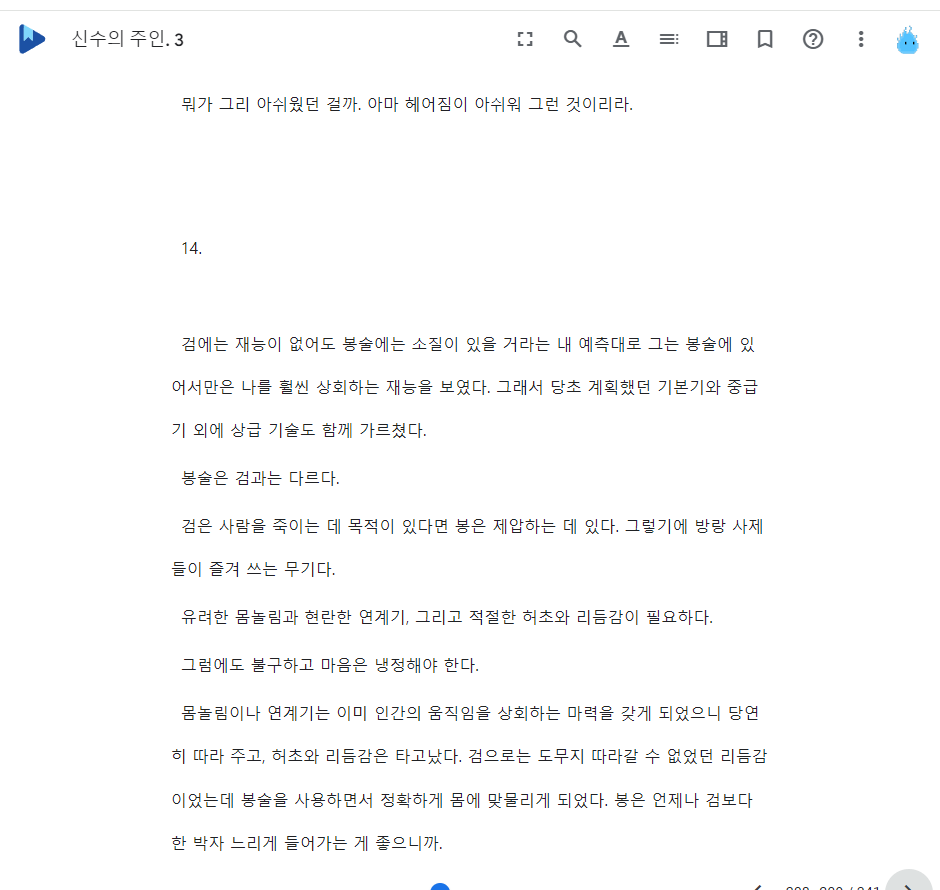 신수의 주인. 3
뭐가 그리 아쉬웠던 걸까. 아마 헤어짐이 아쉬워 그런 것이리라.
14.
검에는 재능이 없어도 봉술에는 소질이 있을 거라는 내 예측대로 그는 봉술에 있
어서만은 나를 훨씬 상회하는 재능을 보였다. 그래서 당초 계획했던 기본기와 중급
기 외에 상급 기술도 함께 가르쳤다.
봉술은 검과는 다르다.
검은 사람을 죽이는 데 목적이 있다면 봉은 제압하는 데 있다. 그렇기에 방랑 사제
들이 즐겨 쓰는 무기다.
유려한 몸놀림과 현란한 연계기, 그리고 적절한 허초와 리듬감이 필요하다.
그럼에도 불구하고 마음은 냉정해야 한다.
몸놀림이나 연계기는 이미 인간의 움직임을 상회하는 마력을 갖게 되었으니 당연
히 따라 주고, 허초와 리듬감은 타고났다. 검으로는 도무지 따라갈 수 없었던 리듬감
이었는데 봉술을 사용하면서 정확하게 몸에 맞물리게 되었다. 봉은 언제나 검보다
한 박자 느리게 들어가는 게 좋으니까.